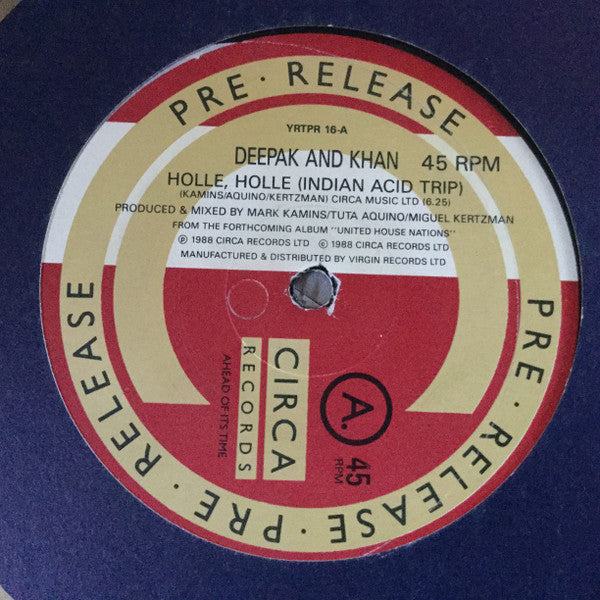 PRE · RELEASE
YRTPR 16-A
DEEPAK AND KHAN 45 RPM
HOLLE, HOLLE (INDIAN ACID TRIP)
(KAMINS/AQUINO/KERTZMAN) CIRCA MUSIC LTD (6.25)
PRODUCED & MIXED BY MARK KAMINS/TUTA AQUINO/MIGUEL KERTZMAN
FROM THE FORTHCOMING ALBUM "UNITED HOUSE NATIONS"
℗ 1988 CIRCA RECORDS LTD © 1988 CIRCA RECORDS LTD
MANUFACTURED & DISTRIBUTED BY VIRGIN RECORDS LTD
PRE · RELEASE · PRE · RELEASE
CIRCA
RECORDS
AHEAD OF ITS TIME
A.
45
RPM